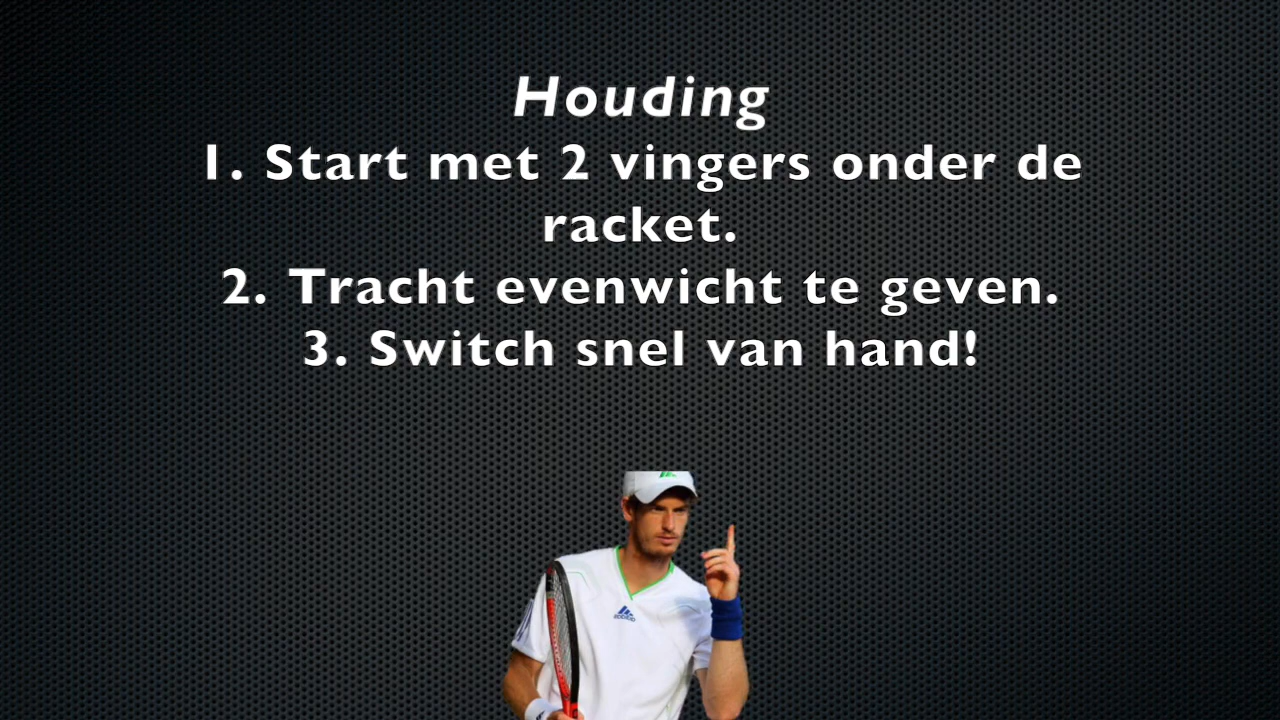 Houding
1. Start met 2 vingers onder de
racket.
2. Tracht evenwicht te geven.
3. Switch snel van hand!
adidas